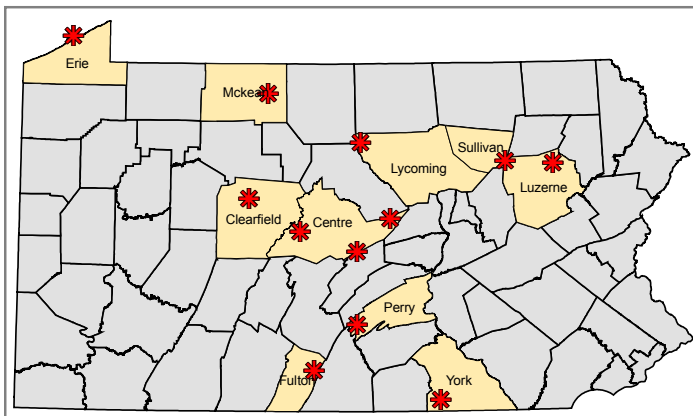 Erie
Mckean
Sullivan
Lycoming
Luzerne
Clearfield
Centre
Perry
Fulton
York